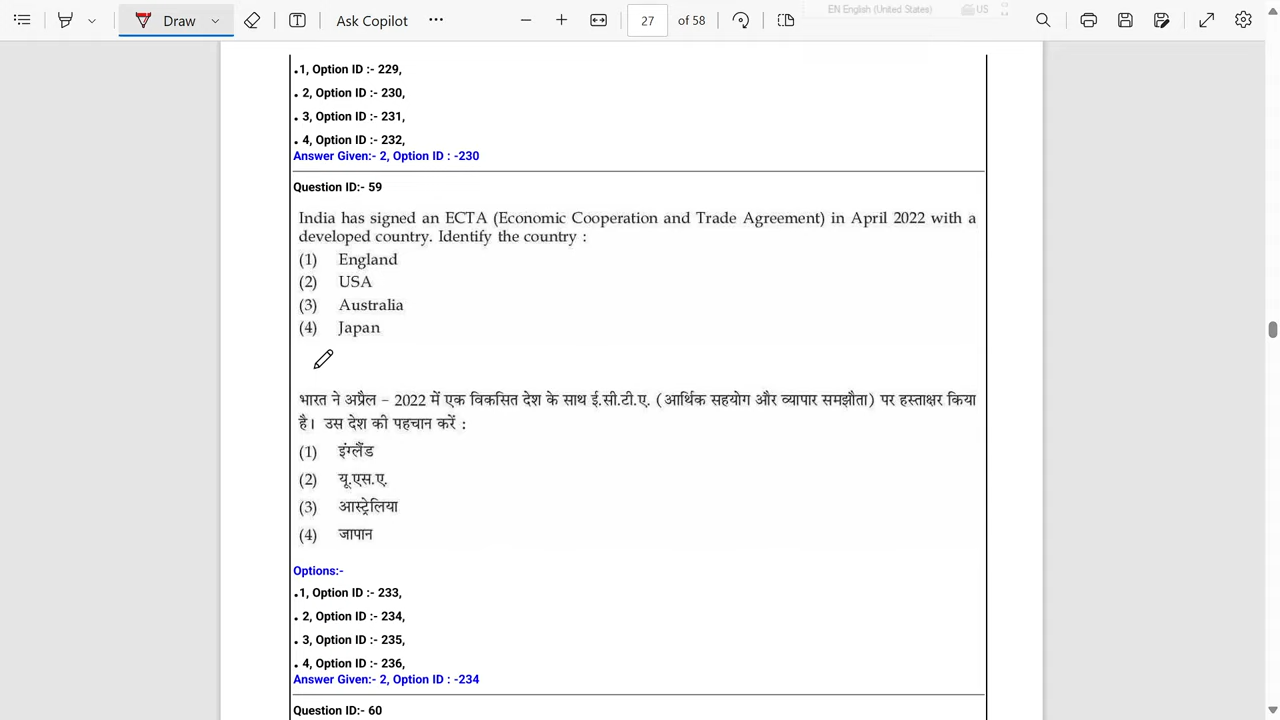 Draw
Ask Copilot
27 of 58
EN English (United States) US
.1, Option ID :- 229,
. 2, Option ID :- 230,
. 3, Option ID :- 231,
. 4, Option ID :- 232,
Answer Given:- 2, Option ID : -230
Question ID:- 59
India has signed an ECTA (Economic Cooperation and Trade Agreement) in April 2022 with a
developed country. Identify the country :
(1) England
(2) USA
(3) Australia
(4) Japan
भारत ने अप्रैल – 2022 में एक विकसित देश के साथ ई.सी.टी.ए. (आर्थिक सहयोग और व्यापार समझौता) पर हस्ताक्षर किया
है। उस देश की पहचान करें :
(1) इंग्लैंड
(2) यू.एस.ए.
(3) आस्ट्रेलिया
(4) जापान
Options:-
.1, Option ID :- 233,
. 2, Option ID :- 234,
. 3, Option ID :- 235,
. 4, Option ID :- 236,
Answer Given:- 2, Option ID : -234
Question ID:- 60